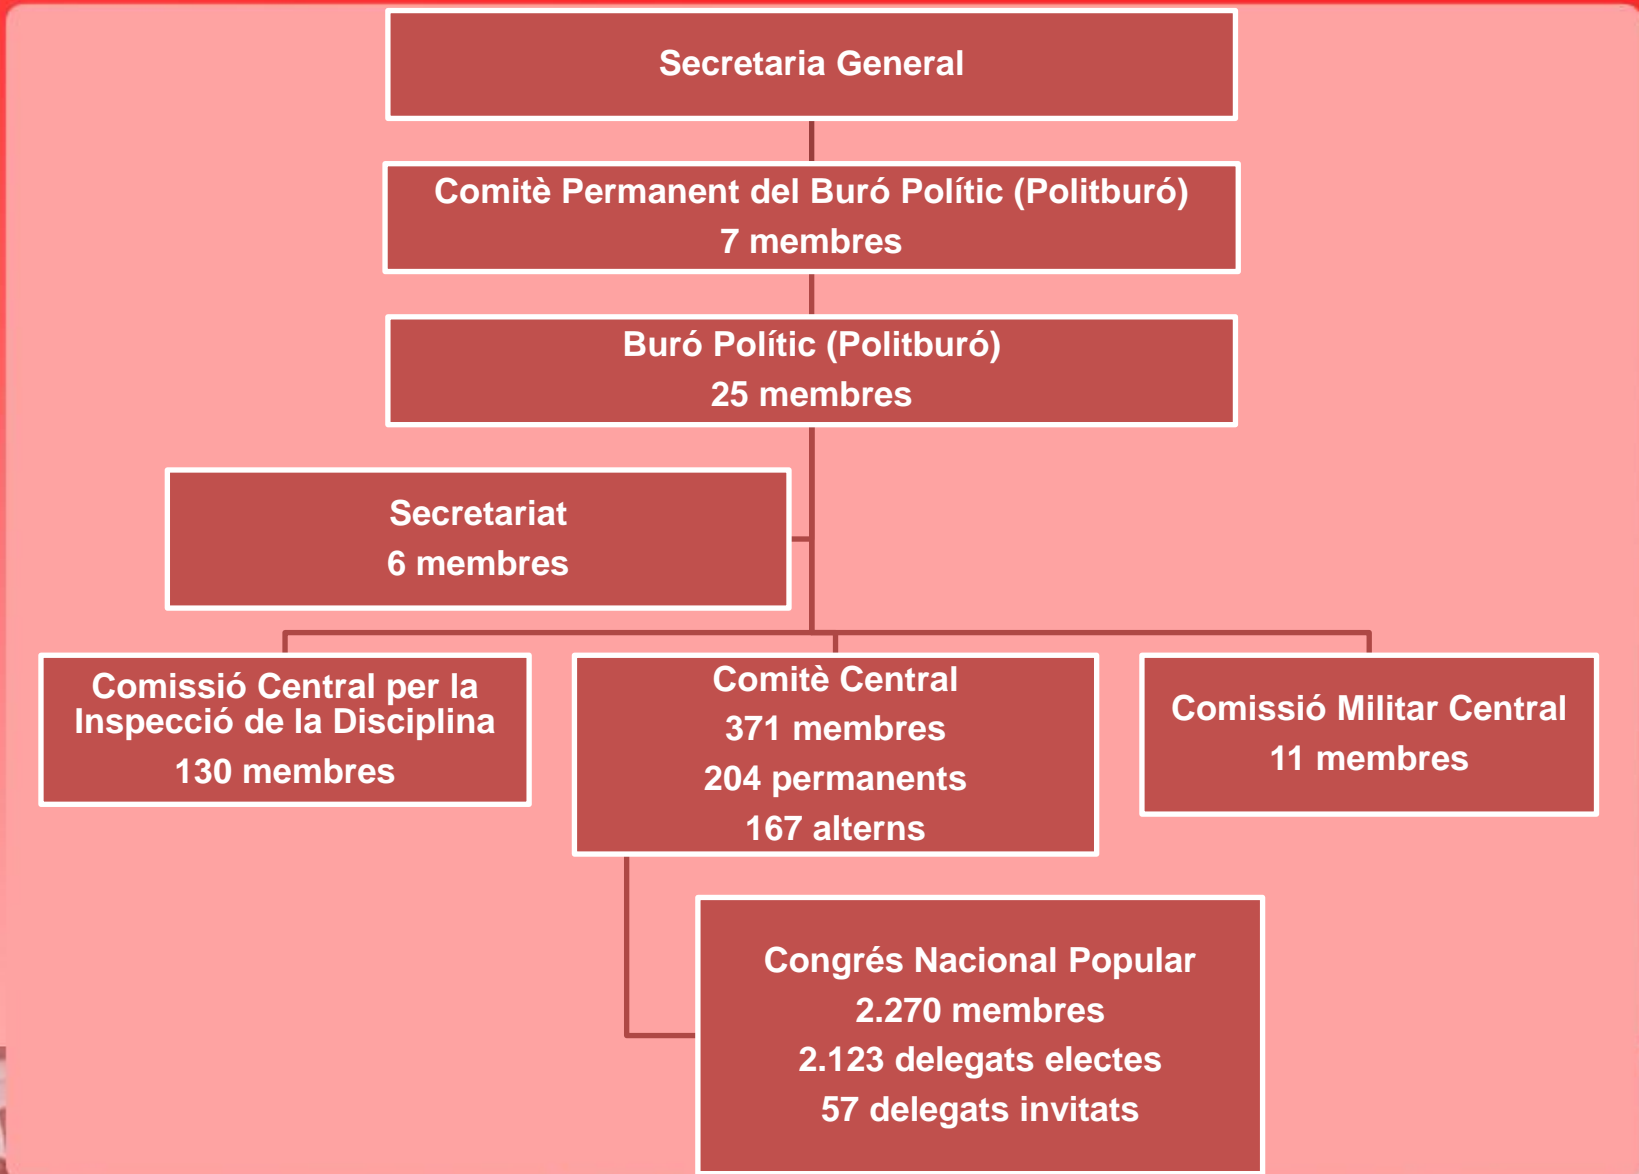 Secretaria General
Comitè Permanent del Buró Polític (Politburó)
7 membres
Buró Polític (Politburó)
25 membres
Secretariat
6 membres
Comissió Central per la
Inspecció de la Disciplina
130 membres
Comitè Central
371 membres
204 permanents
167 alterns
Comissió Militar Central
11 membres
Congrés Nacional Popular
2.270 membres
2.123 delegats electes
57 delegats invitats